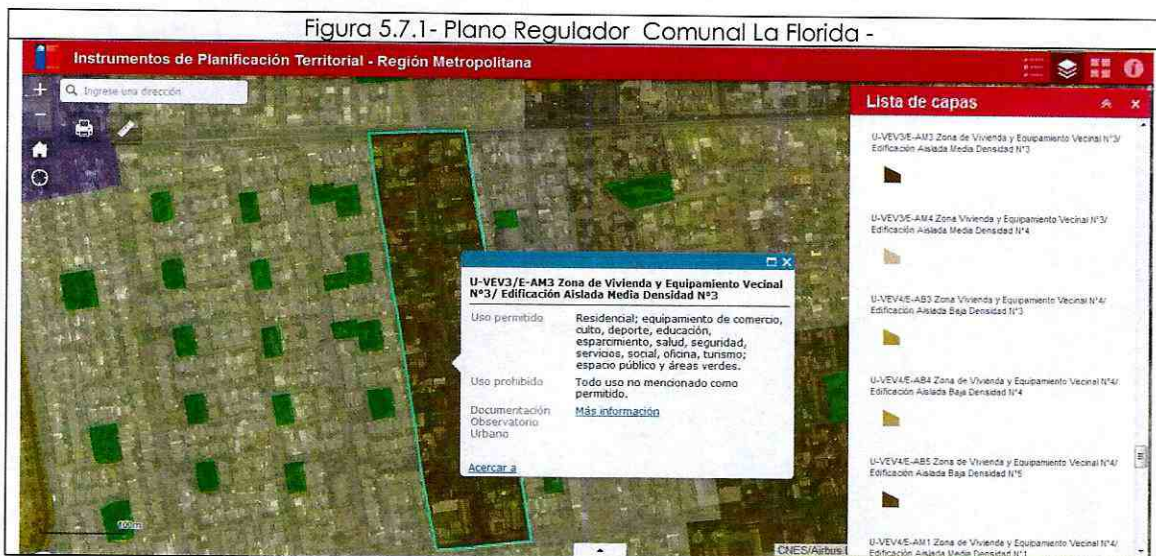 Figura 5.7.1- Plano Regulador Comunal La Florida -
Instrumentos de Planificación Territorial - Región Metropolitana
Ingrese una dirección
Lista de capas
U-VEV3/E-AM3 Zona de Vivienda y Equipamiento Vecinal N°3/
Edificación Aislada Media Densidad N°3
U-VEV3/E-AM4 Zona Vivienda y Equipamiento Vecinal N°3/
Edificación Aislada Media Densidad N°4
U-VEV4/E-AB3 Zona de Vivienda y Equipamiento Vecinal N°4/
Edificación Aislada Baja Densidad N°3
U-VEV4/E-AB4 Zona de Vivienda y Equipamiento Vecinal N°4/
Edificación Aislada Baja Densidad N°4
U-VEV4/E-AB5 Zona de Vivienda y Equipamiento Vecinal N°4/
Edificación Aislada Baja Densidad N°5
U-VEV4/E-AM1 Zona de Vivienda y Equipamiento Vecinal N°4/
Edificación Aislada Media Densidad N°1
U-VEV3/E-AM3 Zona de Vivienda y Equipamiento Vecinal
N°3/ Edificación Aislada Media Densidad N°3
Uso permitido
Residencial; equipamiento de comercio,
culto, deporte, educación,
esparcimiento, salud, seguridad,
servicios, social, oficina, turismo;
espacio público y áreas verdes.
Uso prohibido
Todo uso no mencionado como
permitido.
Documentación
Observatorio
Urbano
Más información
Acercar a
100m
CNES/Airbus